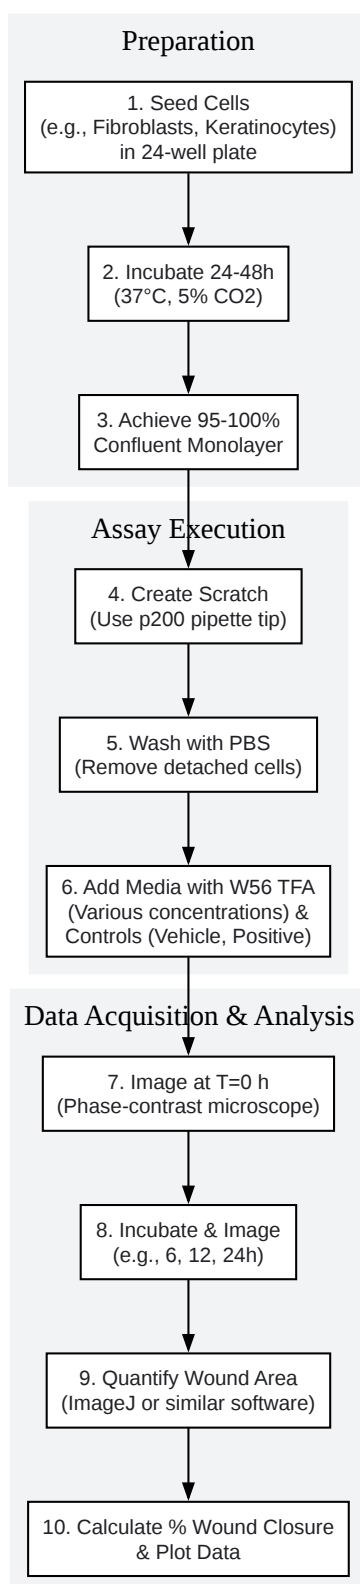 Preparation
1. Seed Cells
(e.g., Fibroblasts, Keratinocytes)
in 24-well plate
2. Incubate 24-48h
(37°C, 5% CO2)
3. Achieve 95-100%
Confluent Monolayer
Assay Execution
4. Create Scratch
(Use p200 pipette tip)
5. Wash with PBS
(Remove detached cells)
6. Add Media with W56 TFA
(Various concentrations) &
Controls (Vehicle, Positive)
Data Acquisition & Analysis
7. Image at T=0 h
(Phase-contrast microscope)
8. Incubate & Image
(e.g., 6, 12, 24h)
9. Quantify Wound Area
(ImageJ or similar software)
10. Calculate % Wound Closure
& Plot Data